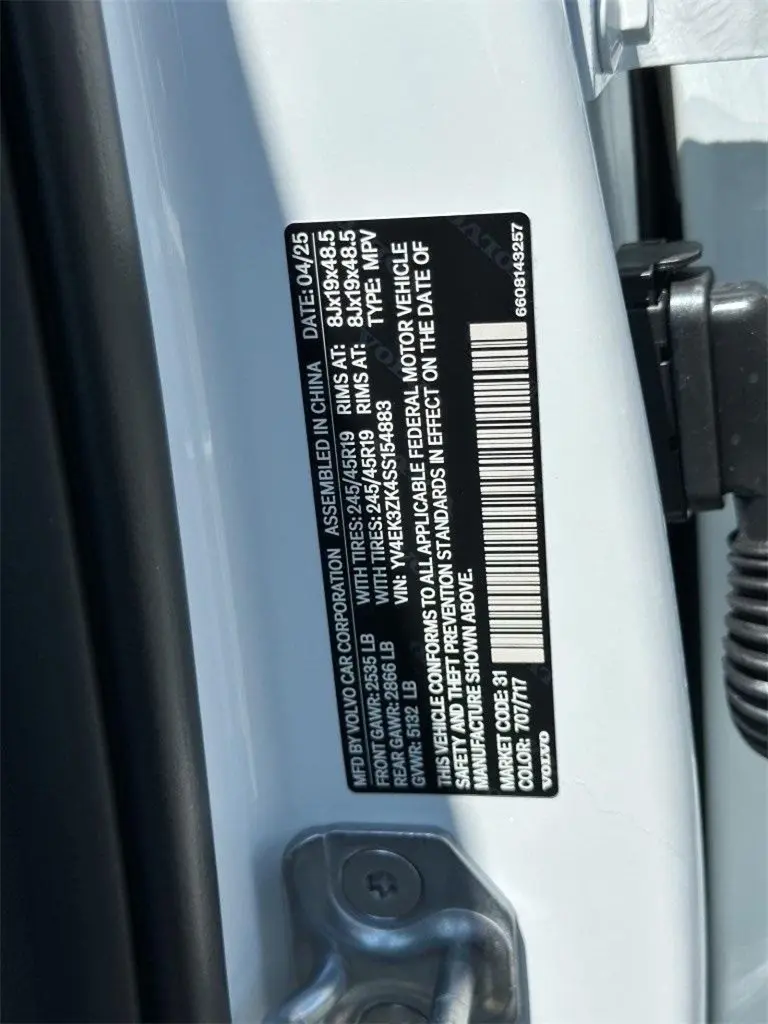 MFD BY VOLVO CAR CORPORATION ASSEMBLED IN CHINA DATE: 04/25
FRONT GAWR: 2535 LB WITH TIRES: 245/45R19 RIMS AT: 8Jx19x48.5
REAR GAWR: 2866 LB WITH TIRES: 245/45R19 RIMS AT: 8Jx19x48.5
GVWR: 5132 LB VIN: YV4EK3ZK4SS154883 TYPE: MPV
THIS VEHICLE CONFORMS TO ALL APPLICABLE FEDERAL MOTOR VEHICLE
SAFETY AND THEFT PREVENTION STANDARDS IN EFFECT ON THE DATE OF
MANUFACTURE SHOWN ABOVE.
MARKET CODE: 31
COLOR: 707/717
VOLVO
6608143257